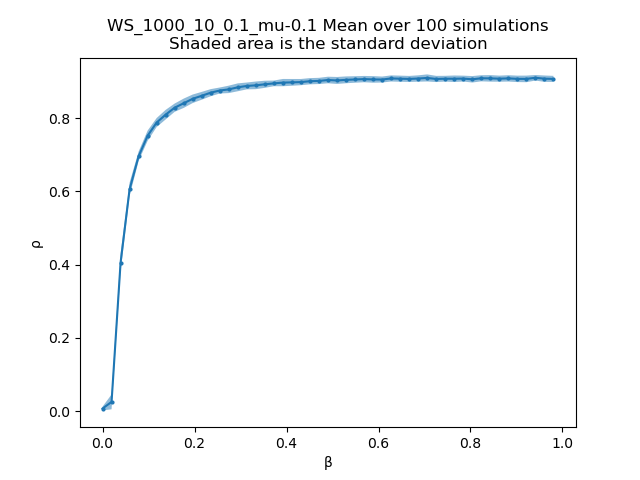 WS_1000_10_0.1_mu-0.1 Mean over 100 simulations
Shaded area is the standard deviation
ρ
0.8
0.6
0.4
0.2
0.0
0.0 0.2 0.4 0.6 0.8 1.0
β